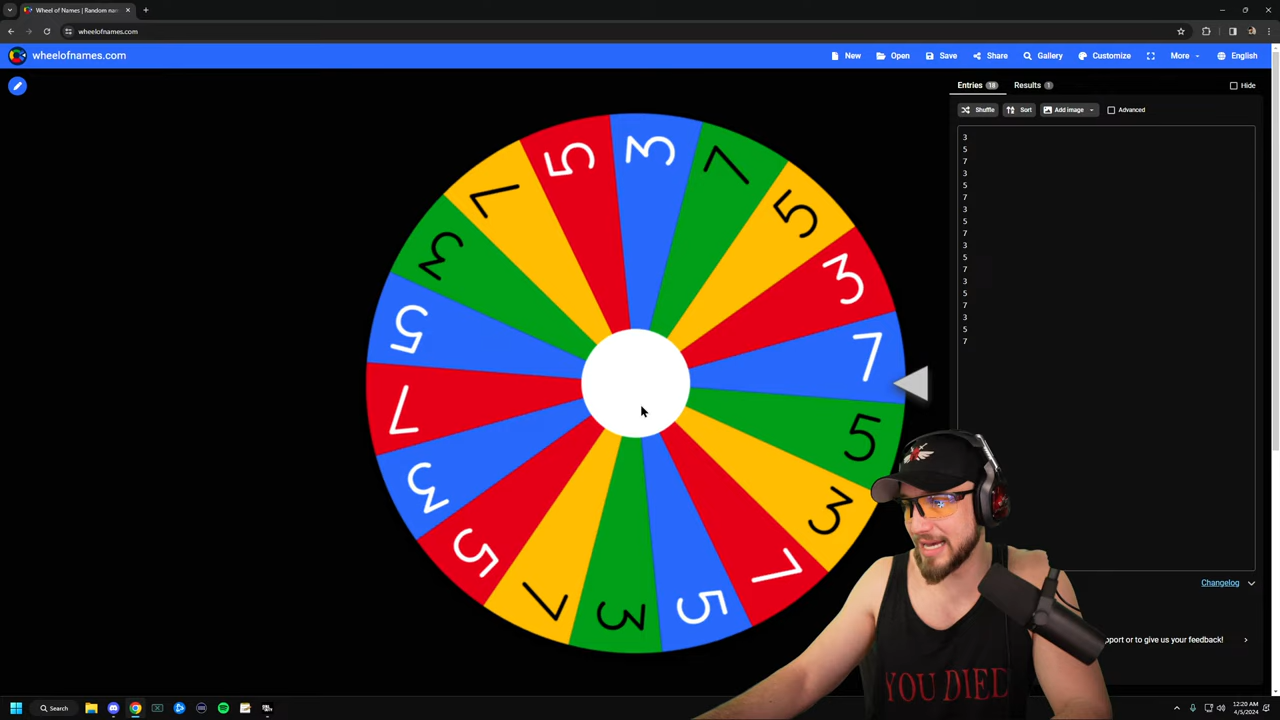 Wheel of Names | Random na
wheelofnames.com
wheelofnames.com
New
Open
Save
Share
Gallery
Customize
More
English
Entries 18
Results 1
Hide
Shuffle
Sort
Add image
Advanced
3
5
7
3
5
7
3
5
7
3
5
7
3
5
7
3
5
7
3
7
5
3
7
5
3
7
5
3
7
5
3
7
5
3
7
5
Changelog
pport or to give us your feedback!
YOU DIED
Search
12:20 AM
4/5/2024